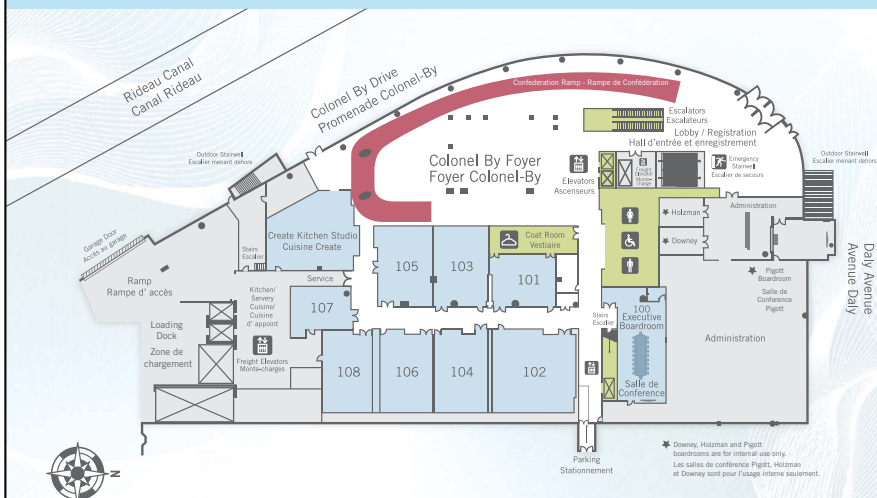 Rideau Canal
Canal Rideau
Colonel By Drive
Promenade Colonel-By
Confederation Ramp - Rampe de Confédération
Escalators
Escalateurs
Lobby / Registration
Hall d'entrée et enregistrement
Outdoor Stairwell
Escalier menant dehors
Colonel By Foyer
Foyer Colonel-By
Elevators
Ascenseurs
Freight
Elevator
Monte-
charge
Emergency
Stairwell
Escalier de secours
Outdoor Stairwell
Escalier menant dehors
Garage Door
Accès au garage
Stairs
Escalier
Create Kitchen Studio
Cuisine Create
Coat Room
Vestiaire
Holzman
Downey
Administration
Pigott
Boardroom
Salle de
Conférence
Pigott
Daly Avenue
Avenue Daly
Ramp
Rampe d' accès
Service
Kitchen/
Servery
Cuisine/
Cuisine
d' appoint
105
103
101
107
Loading
Dock
Zone de
chargement
Freight Elevators
Monte-charges
Stairs
Escalier
100
Executive
Boardroom
Salle de
Conférence
Administration
108
106
104
102
N
Parking
Stationnement
Downey, Holzman and Pigott
boardrooms are for internal use only.
Les salles de conférence Pigott, Holzman
et Downey sont pour l'usage interne seulement.